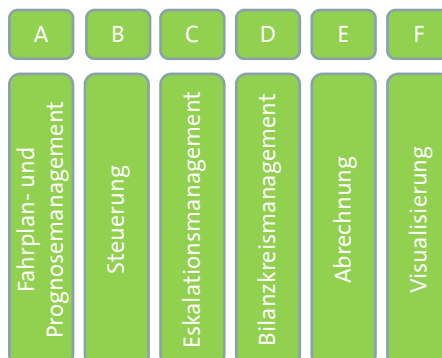 A
B
C
D
E
F
Fahrplan- und
Prognosemanagement
Steuerung
Eskalationsmanagement
Bilanzkreismanagement
Abrechnung
Visualisierung